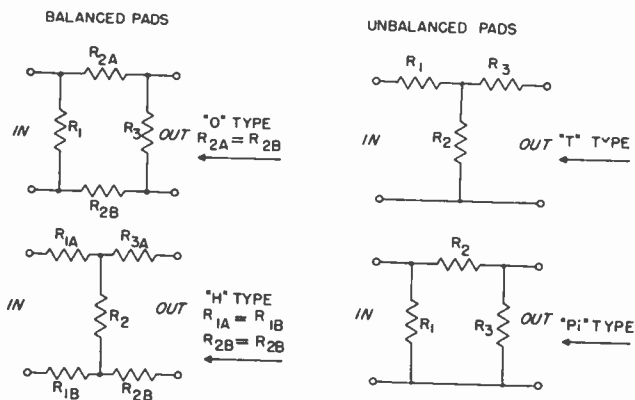 BALANCED PADS
R2A
IN
R1
R3
OUT
"O" TYPE
R2A = R2B
R2B
R1A
R3A
IN
R2
OUT
"H" TYPE
R1A = R1B
R2B = R2B
R1B
R2B
UNBALANCED PADS
R1
R3
R2
IN
OUT
"T" TYPE
R2
IN
R1
R3
OUT
"Pi" TYPE